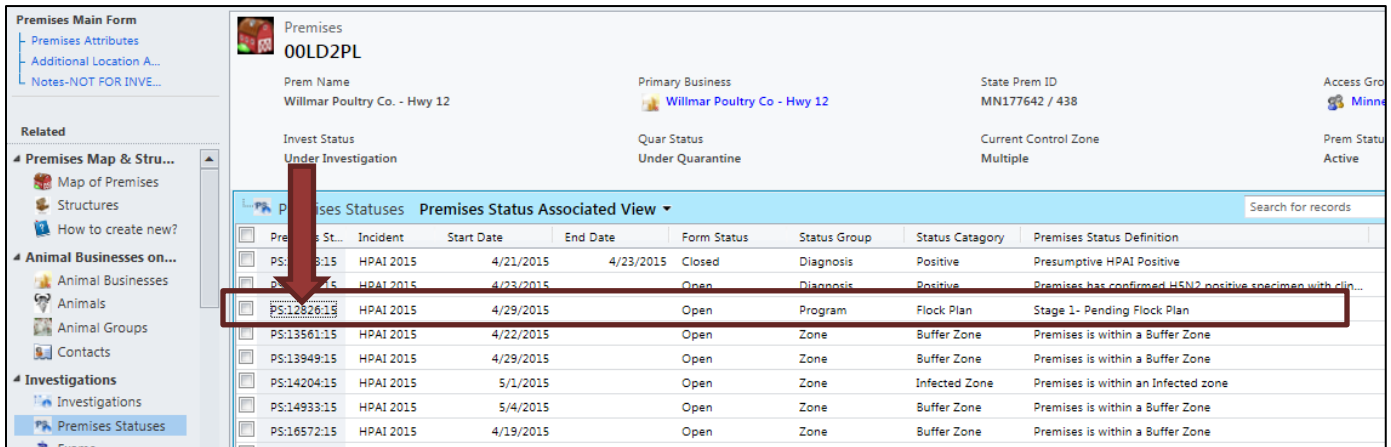 Premises Main Form
Premises Attributes
Additional Location A...
Notes-NOT FOR INVE...
Related
Premises Map & Stru...
Map of Premises
Structures
How to create new?
Animal Businesses on...
Animal Businesses
Animals
Animal Groups
Contacts
Investigations
Investigations
Premises Statuses
Premises
00LD2PL
Prem Name Primary Business State Prem ID Access Gro
Willmar Poultry Co. - Hwy 12 Willmar Poultry Co - Hwy 12 MN177642 / 438 Minne
Invest Status Quar Status Current Control Zone Prem Statu
Under Investigation Under Quarantine Multiple Active
Statuses Premises Status Associated View Search for records
St... Incident Start Date End Date Form Status Status Group Status Catagory Premises Status Definition
HPAI 2015 4/21/2015 4/23/2015 Closed Diagnosis Positive Presumptive HPAI Positive
HPAI 2015 4/23/2015 Open Diagnosis Positive Premises has confirmed H5N2 positive specimen with clin...
PS:12826:15 HPAI 2015 4/29/2015 Open Program Flock Plan Stage 1- Pending Flock Plan
PS:13561:15 HPAI 2015 4/22/2015 Open Zone Buffer Zone Premises is within a Buffer Zone
PS:13949:15 HPAI 2015 4/29/2015 Open Zone Buffer Zone Premises is within a Buffer Zone
PS:14204:15 HPAI 2015 5/1/2015 Open Zone Infected Zone Premises is within an Infected zone
PS:14933:15 HPAI 2015 5/4/2015 Open Zone Buffer Zone Premises is within a Buffer Zone
PS:16572:15 HPAI 2015 4/19/2015 Open Zone Buffer Zone Premises is within a Buffer Zone